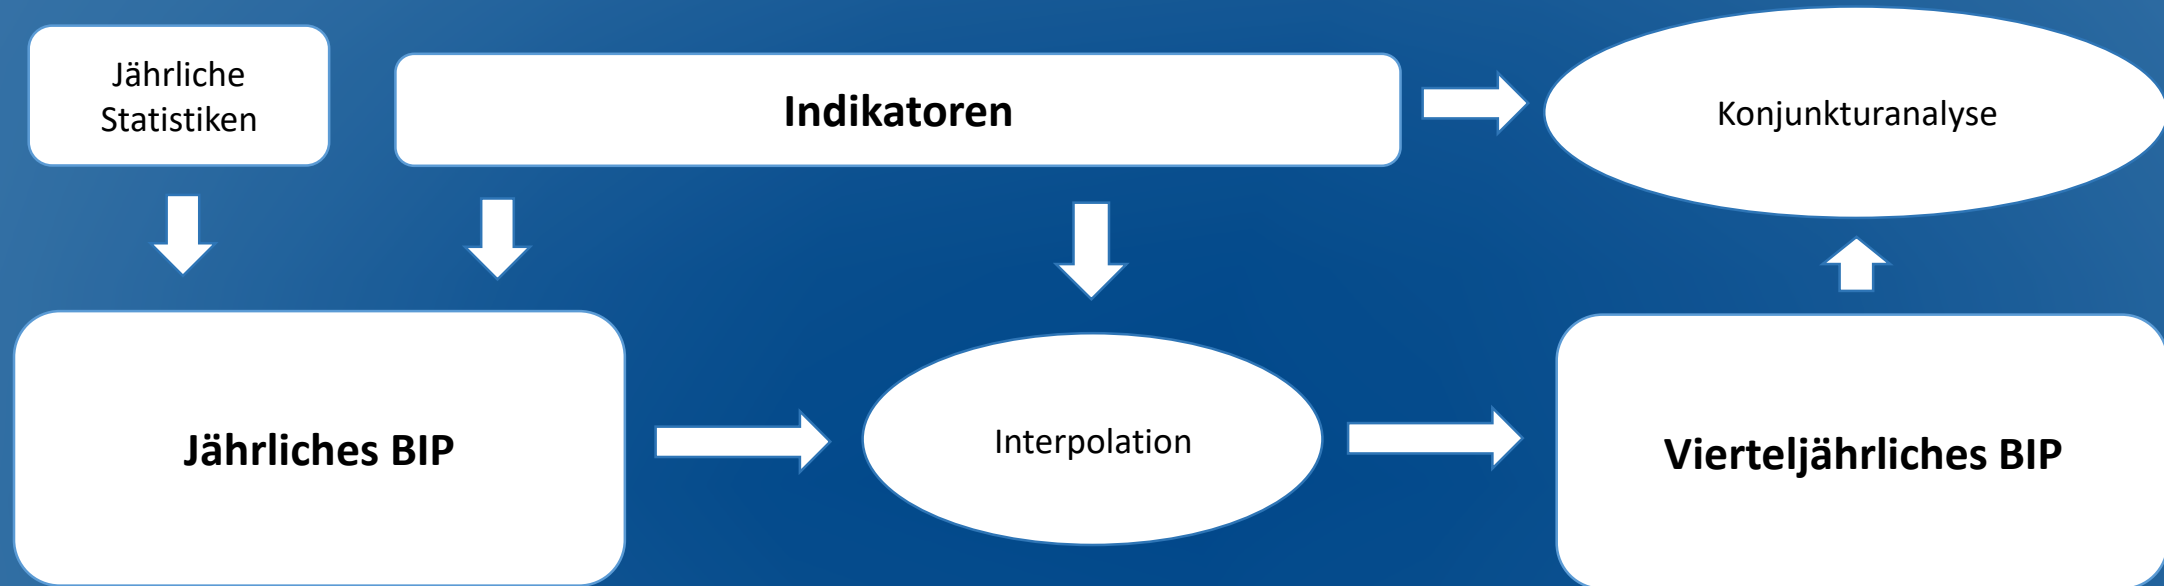 Jährliche
Statistiken
Indikatoren
Konjunkturanalyse
Jährliches BIP
Interpolation
Vierteljährliches BIP